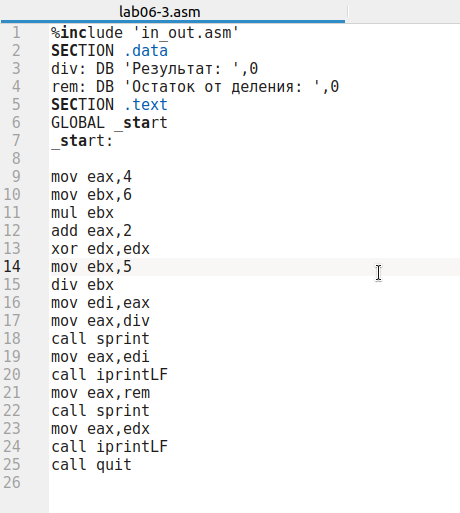 lab06-3.asm
1 %include 'in_out.asm'
2 SECTION .data
3 div: DB 'Результат: ',0
4 rem: DB 'Остаток от деления: ',0
5 SECTION .text
6 GLOBAL _start
7 _start:
8
9 mov eax,4
10 mov ebx,6
11 mul ebx
12 add eax,2
13 xor edx,edx
14 mov ebx,5
15 div ebx
16 mov edi,eax
17 mov eax,div
18 call sprint
19 mov eax,edi
20 call iprintLF
21 mov eax,rem
22 call sprint
23 mov eax,edx
24 call iprintLF
25 call quit
26